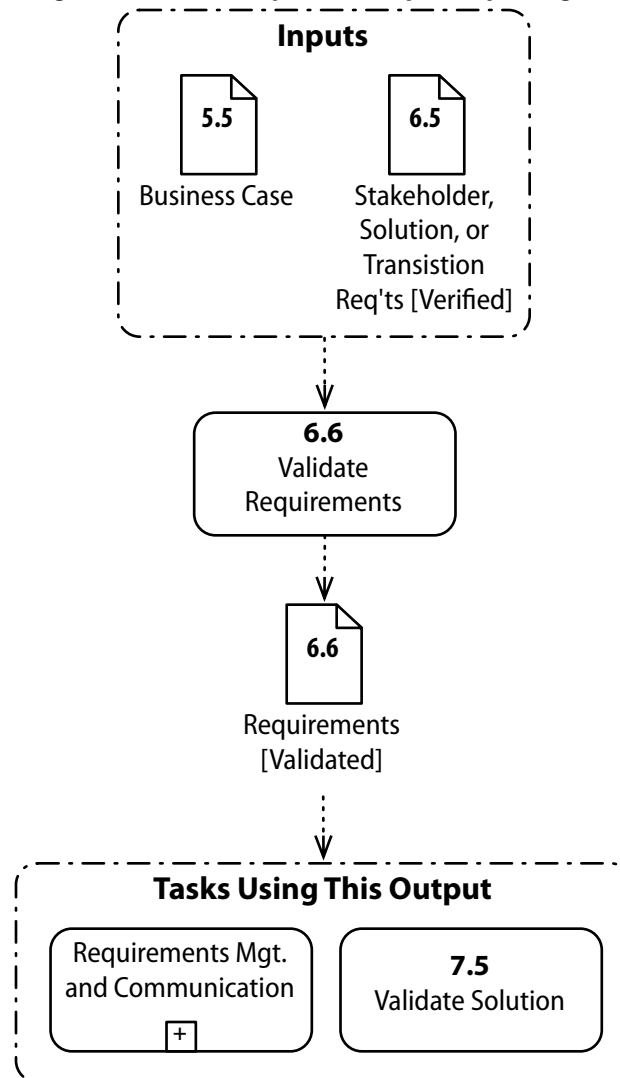 Inputs
5.5
Business Case
6.5
Stakeholder,
Solution, or
Transistion
Req'ts [Verified]
6.6
Validate
Requirements
6.6
Requirements
[Validated]
Tasks Using This Output
Requirements Mgt.
and Communication
+
7.5
Validate Solution